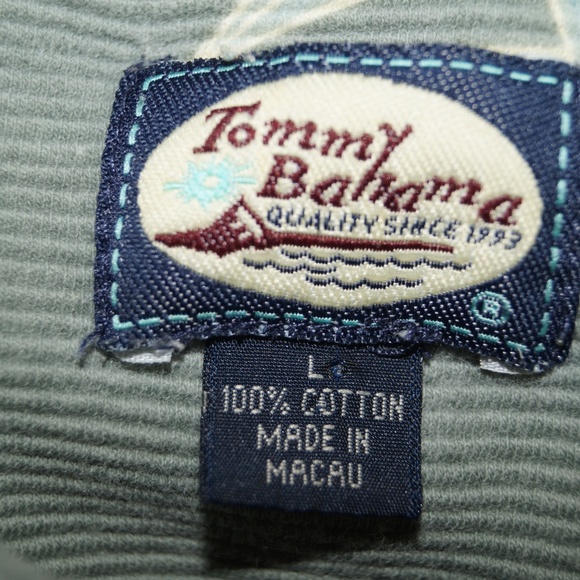 Tommy
Bahama
QUALITY SINCE 1993
®
L
100% COTTON
MADE IN
MACAU